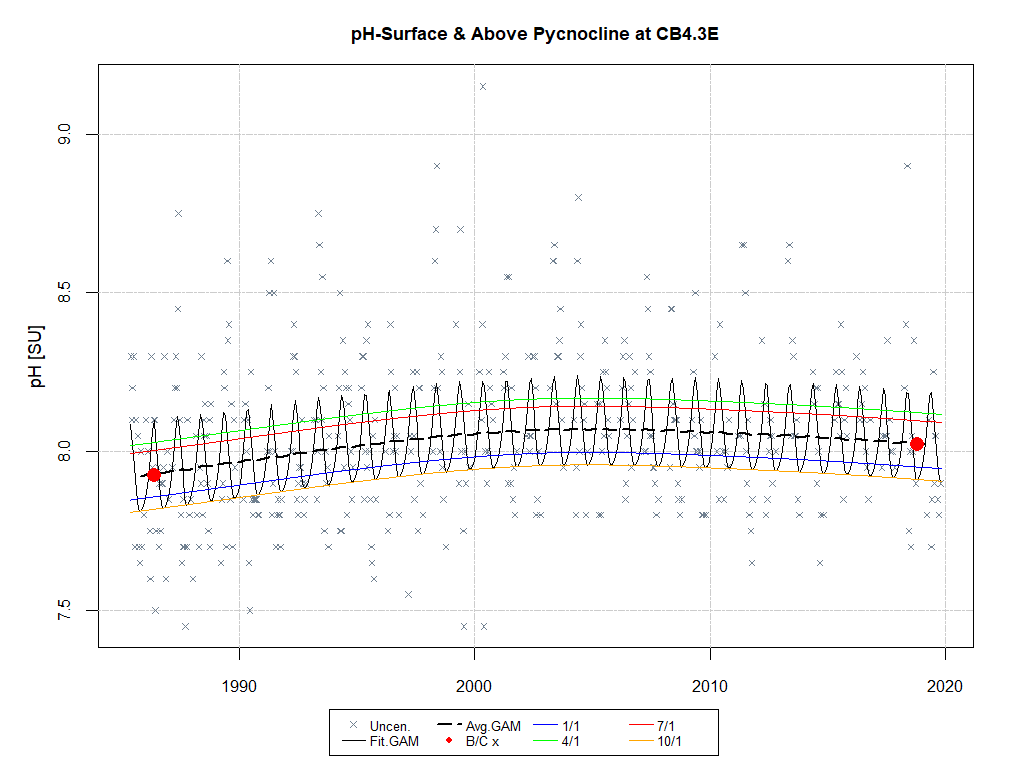 pH-Surface & Above Pycnocline at CB4.3E
pH [SU]
9.0
8.5
8.0
7.5
1990 2000 2010 2020
Uncen. Avg.GAM 1/1 7/1
Fit.GAM B/C x 4/1 10/1